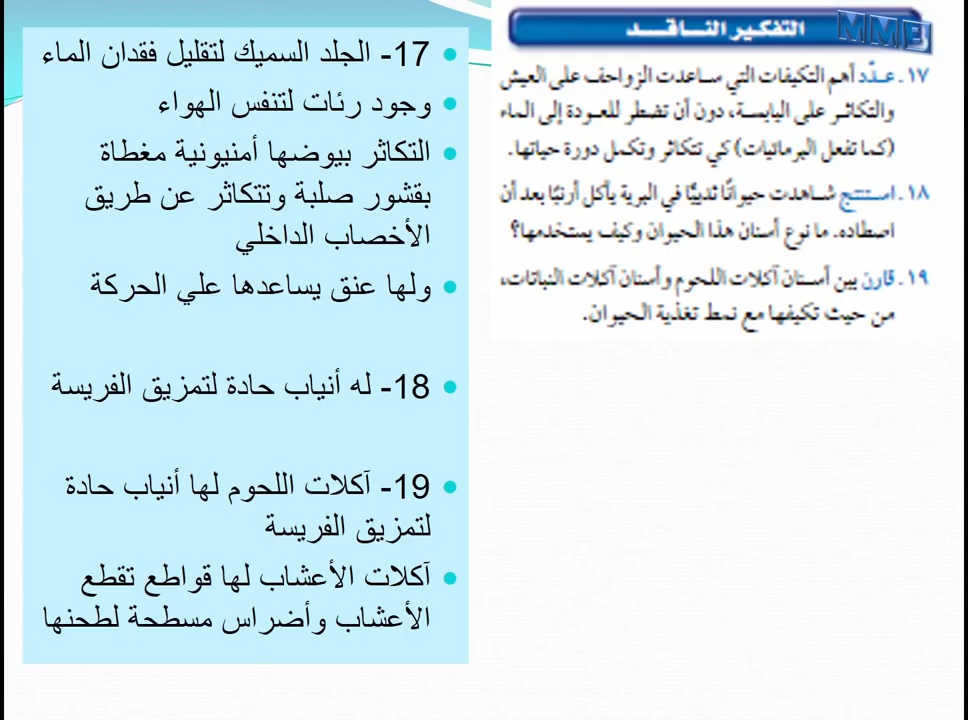 التفكير الناقد
MMB
١٧. عدّد أهم التكيفات التي ساعدت الزواحف على العيش
والتكاثر على اليابسة، دون أن تضطر للعودة إلى الماء
(كما تفعل البرمائيات) كي تتكاثر وتكمل دورة حياتها.
١٨. استنتج شاهدت حيوانًا ثدييًّا في البرية يأكل أرنبًا بعد أن
اصطاده. ما نوع أسنان هذا الحيوان وكيف يستخدمها؟
١٩. قارن بين أسنان آكلات اللحوم وأسنان آكلات النباتات،
من حيث تكيفها مع نمط تغذية الحيوان.
17- الجلد السميك لتقليل فقدان الماء
وجود رئات لتنفس الهواء
التكاثر بيوضها أمنيونية مغطاة
بقشور صلبة وتتكاثر عن طريق
الأخصاب الداخلي
ولها عنق يساعدها علي الحركة
18- له أنياب حادة لتمزيق الفريسة
19- آكلات اللحوم لها أنياب حادة
لتمزيق الفريسة
آكلات الأعشاب لها قواطع تقطع
الأعشاب وأضراس مسطحة لطحنها